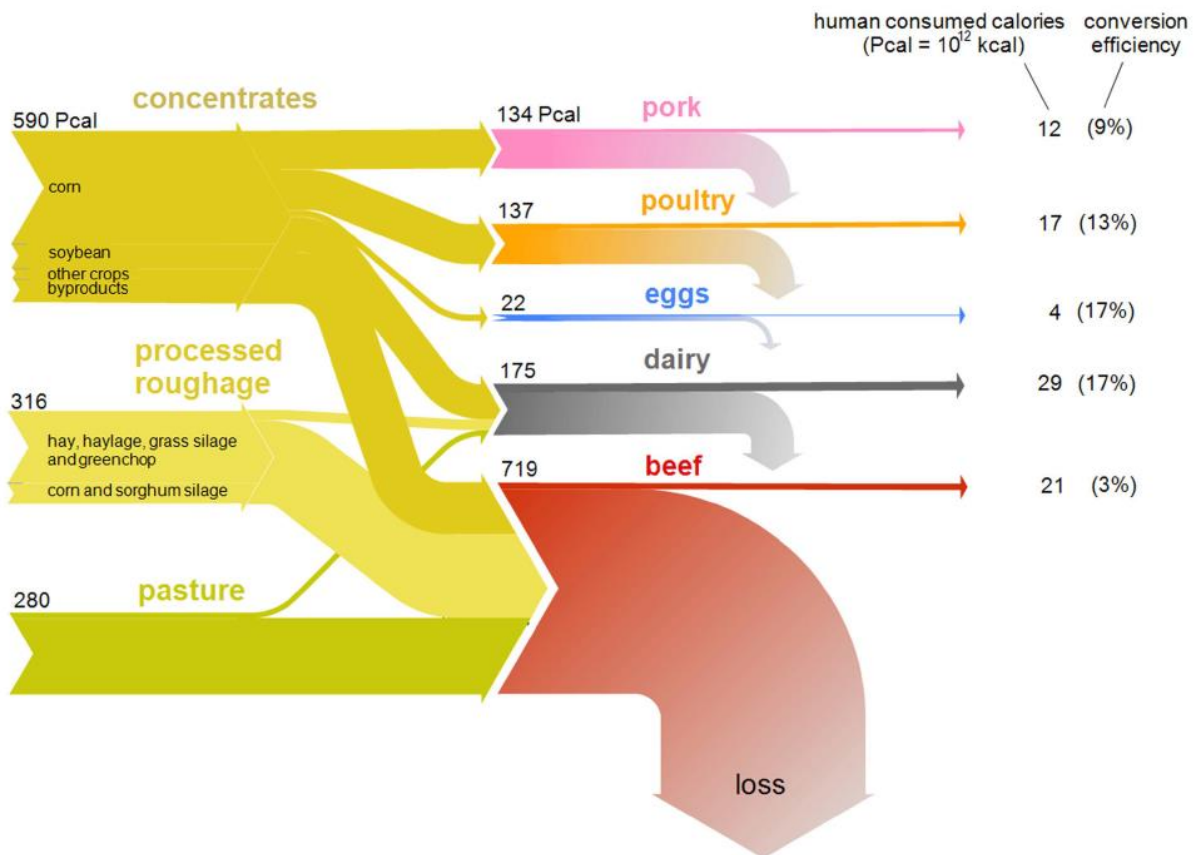 human consumed calories
(Pcal = 10¹² kcal)
conversion
efficiency
concentrates
590 Pcal
corn
soybean
other crops
byproducts
134 Pcal
pork
12 (9%)
137
poultry
17 (13%)
22
eggs
4 (17%)
175
dairy
29 (17%)
719
beef
21 (3%)
processed
roughage
316
hay, haylage, grass silage
and greenchop
corn and sorghum silage
pasture
280
loss